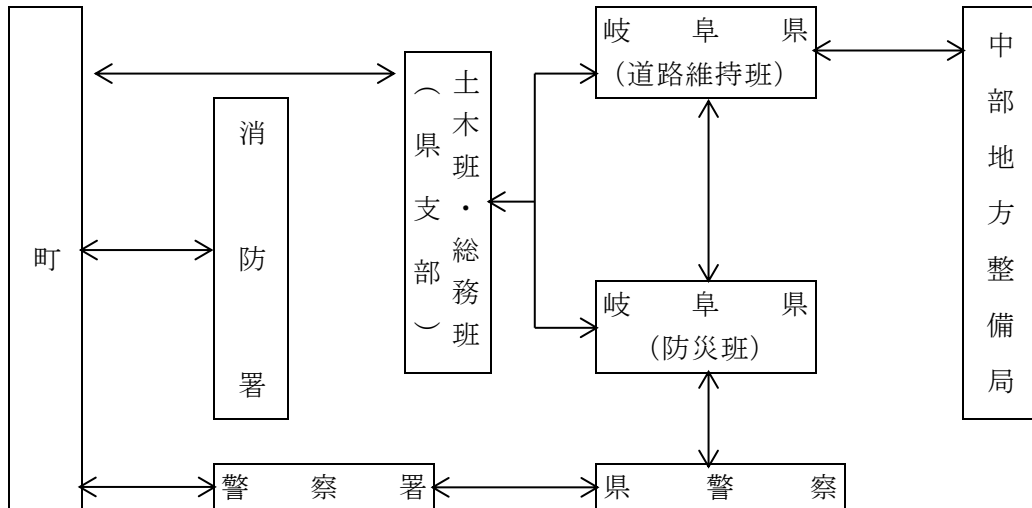 町
消防署
土木班・総務班
（県支部）
岐阜県
（道路維持班）
岐阜県
（防災班）
中部地方整備局
警察署
県警察